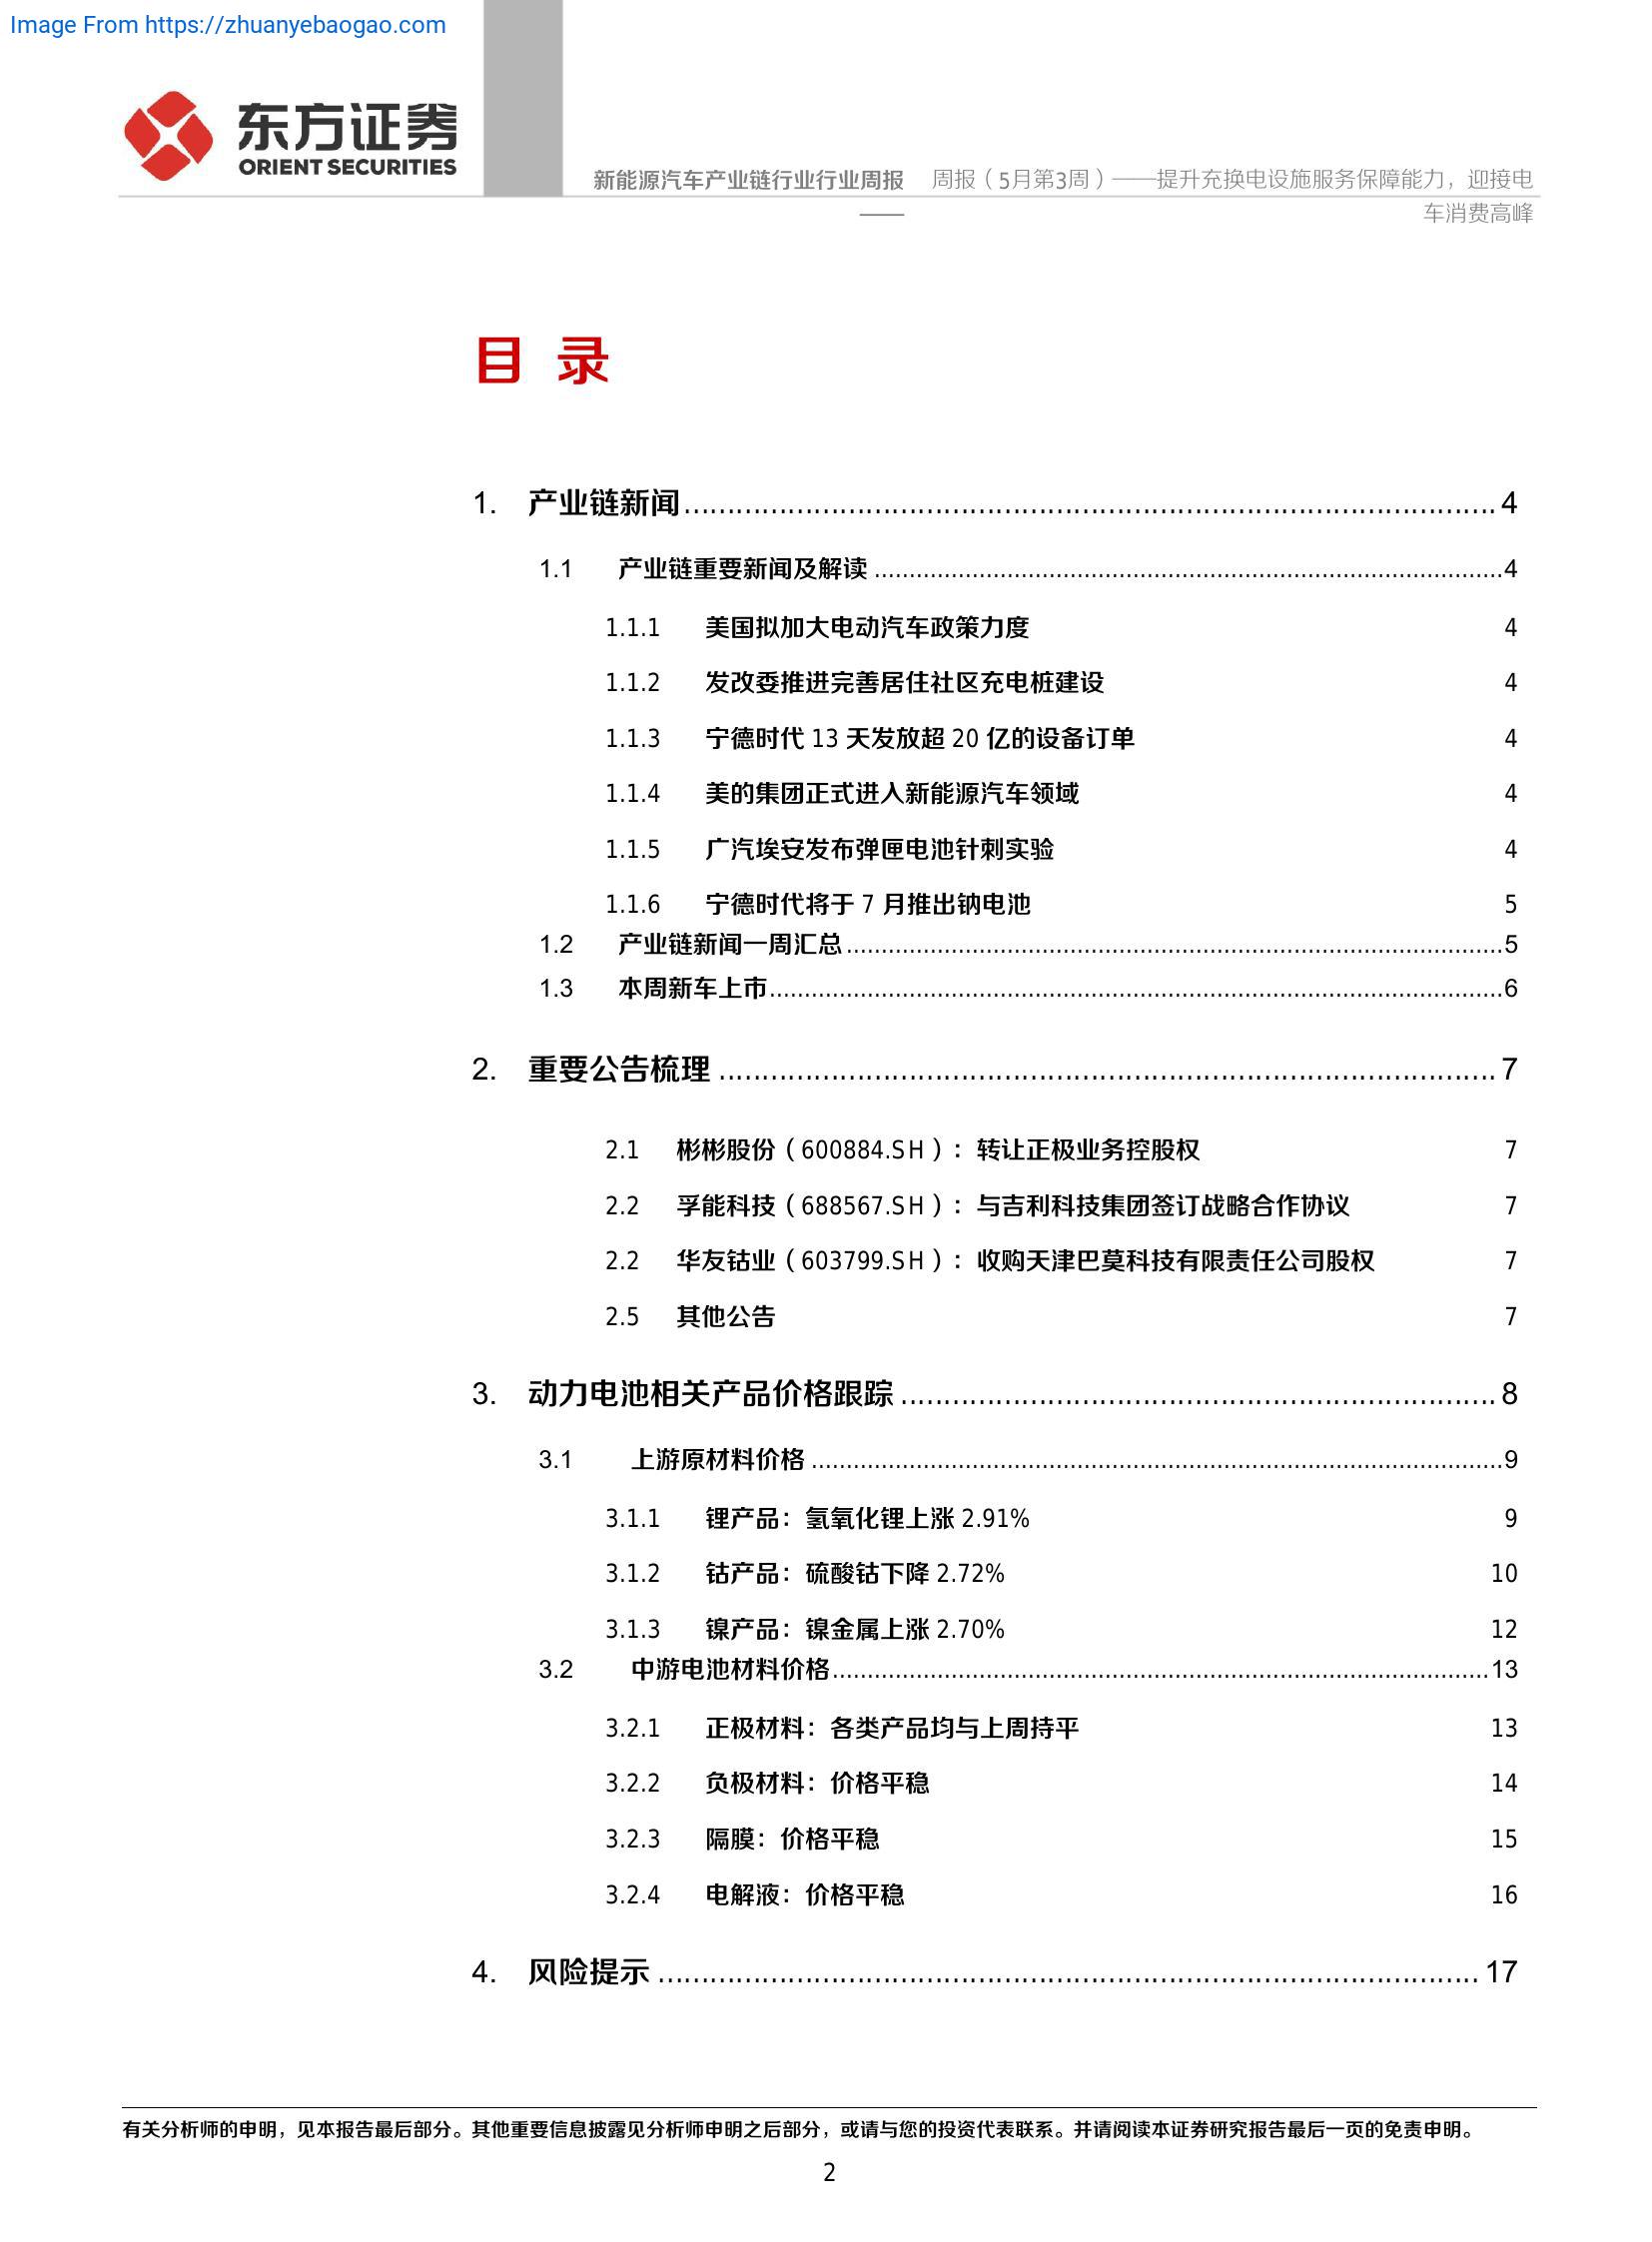 Image From https://zhuanyebaogao.com
东方证券
ORIENT SECURITIES
新能源汽车产业链行业行业周报 —— 周报（5月第3周）——提升充换电设施服务保障能力，迎接电
车消费高峰
目 录
1. 产业链新闻 4
1.1 产业链重要新闻及解读 4
1.1.1 美国拟加大电动汽车政策力度 4
1.1.2 发改委推进完善居住社区充电桩建设 4
1.1.3 宁德时代 13 天发放超 20 亿的设备订单 4
1.1.4 美的集团正式进入新能源汽车领域 4
1.1.5 广汽埃安发布弹匣电池针刺实验 4
1.1.6 宁德时代将于 7 月推出钠电池 5
1.2 产业链新闻一周汇总 5
1.3 本周新车上市 6
2. 重要公告梳理 7
2.1 彬彬股份（600884.SH）：转让正极业务控股权 7
2.2 孚能科技（688567.SH）：与吉利科技集团签订战略合作协议 7
2.2 华友钴业（603799.SH）：收购天津巴莫科技有限责任公司股权 7
2.5 其他公告 7
3. 动力电池相关产品价格跟踪 8
3.1 上游原材料价格 9
3.1.1 锂产品：氢氧化锂上涨 2.91% 9
3.1.2 钴产品：硫酸钴下降 2.72% 10
3.1.3 镍产品：镍金属上涨 2.70% 12
3.2 中游电池材料价格 13
3.2.1 正极材料：各类产品均与上周持平 13
3.2.2 负极材料：价格平稳 14
3.2.3 隔膜：价格平稳 15
3.2.4 电解液：价格平稳 16
4. 风险提示 17
有关分析师的申明，见本报告最后部分。其他重要信息披露见分析师申明之后部分，或请与您的投资代表联系。并请阅读本证券研究报告最后一页的免责申明。
2